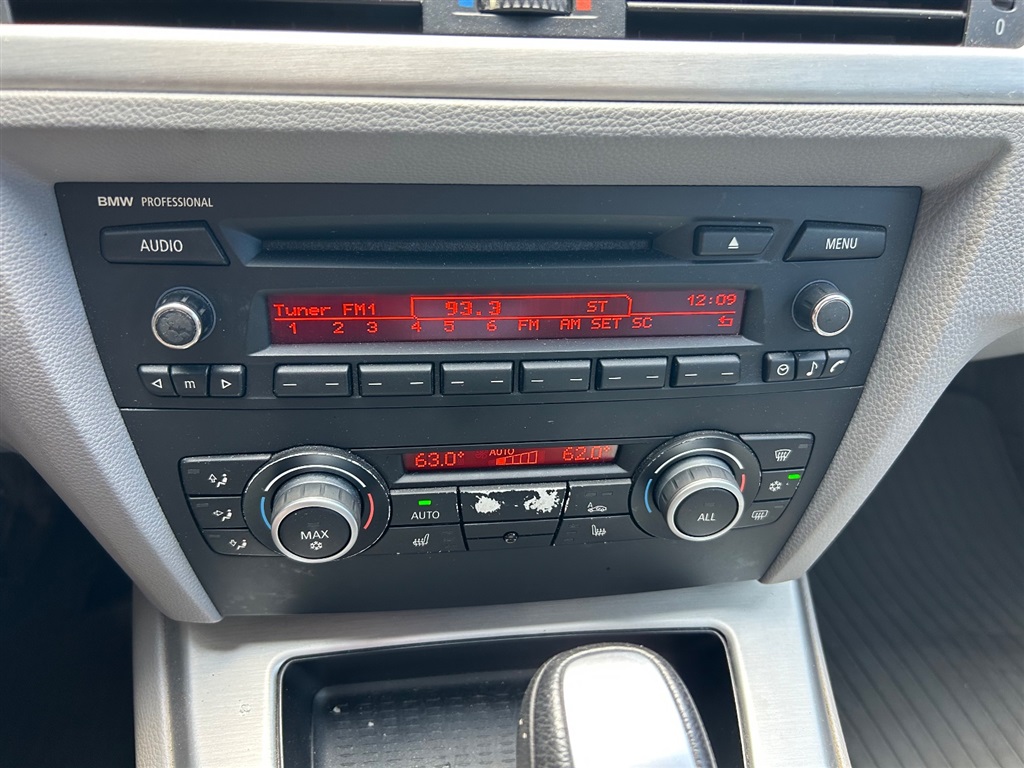 0
BMW PROFESSIONAL
AUDIO
MENU
Tuner FM1 93.3 ST 12:09
1 2 3 4 5 6 FM AM SET SC
m
63.0° AUTO 62.0°
AUTO
MAX
ALL